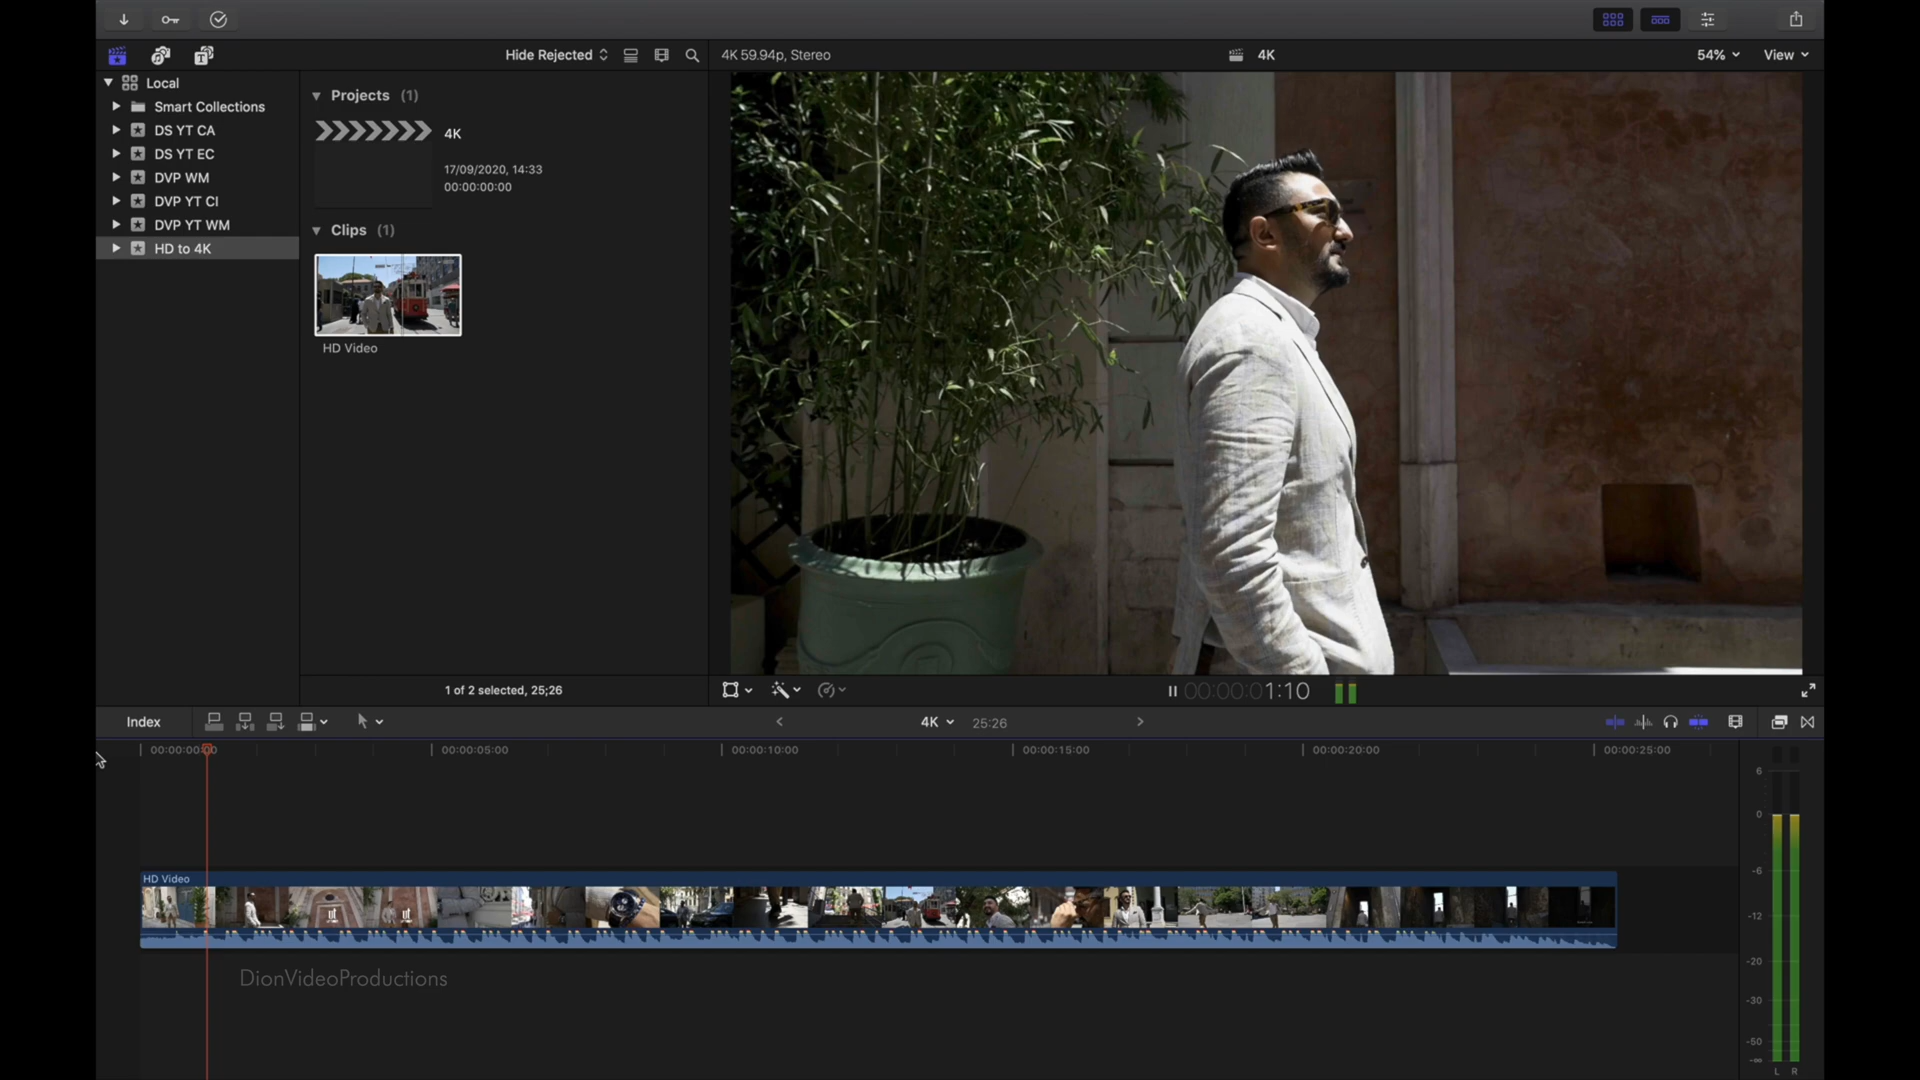 Hide Rejected
4K 59.94p, Stereo
4K
54%
View
Local
Smart Collections
DS YT CA
DS YT EC
DVP WM
DVP YT CI
DVP YT WM
HD to 4K
Projects (1)
4K
17/09/2020, 14:33
00:00:00:00
Clips (1)
HD Video
1 of 2 selected, 25;26
00:00:01:10
Index
4K
25:26
00:00:05:00
00:00:10:00
00:00:15:00
00:00:20:00
00:00:25:00
6
0
-6
-12
-20
-30
-50
-∞
L R
HD Video
DionVideoProductions